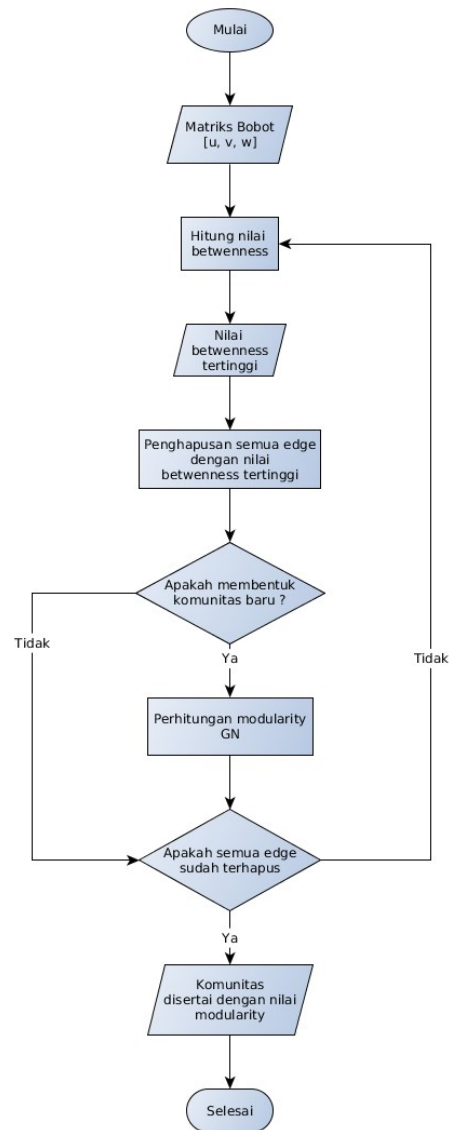 Mulai
Matriks Bobot
[u, v, w]
Hitung nilai
betwenness
Nilai
betwenness
tertinggi
Penghapusan semua edge
dengan nilai
betwenness tertinggi
Apakah membentuk
komunitas baru ?
Tidak
Ya
Tidak
Perhitungan modularity
GN
Apakah semua edge
sudah terhapus
Ya
Komunitas
disertai dengan nilai
modularity
Selesai